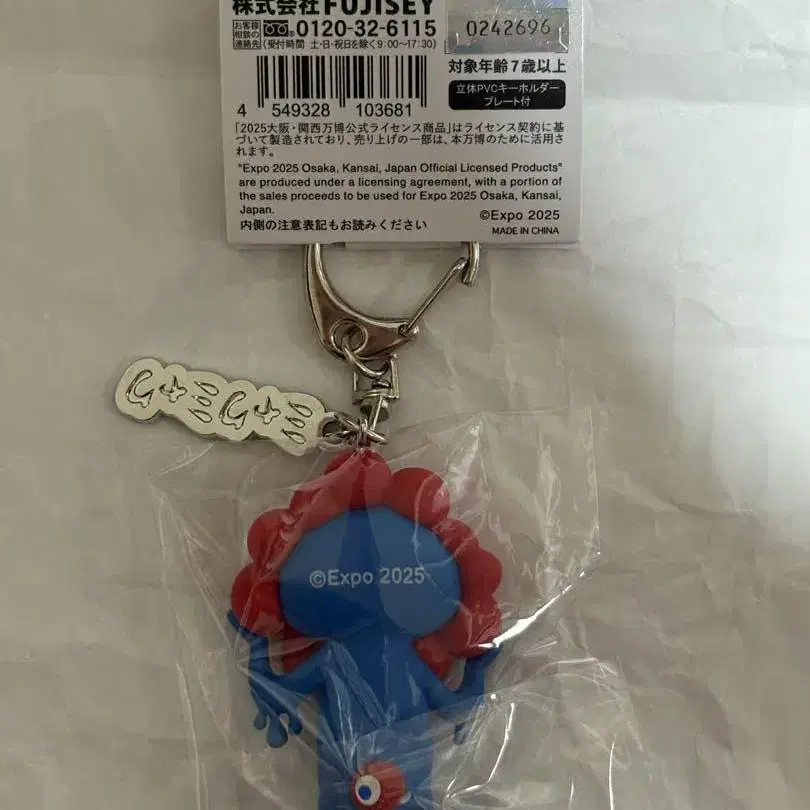 株式会社FUJISEY
お客様
相談の
連絡先
0120-32-6115
(受付時間 土・日・祝日を除く9:00〜17:30)
0242696
4 549328 103681
対象年齢7歳以上
立体PVCキーホルダー
プレート付
「2025大阪・関西万博公式ライセンス商品」はライセンス契約に基
づいて製造されており、売り上げの一部は、本万博のために活用さ
れます。
"Expo 2025 Osaka, Kansai, Japan Official Licensed Products"
are produced under a licensing agreement, with a portion of
the sales proceeds to be used for Expo 2025 Osaka, Kansai,
Japan.
内側の注意表記もお読みください
©Expo 2025
MADE IN CHINA
©Expo 2025